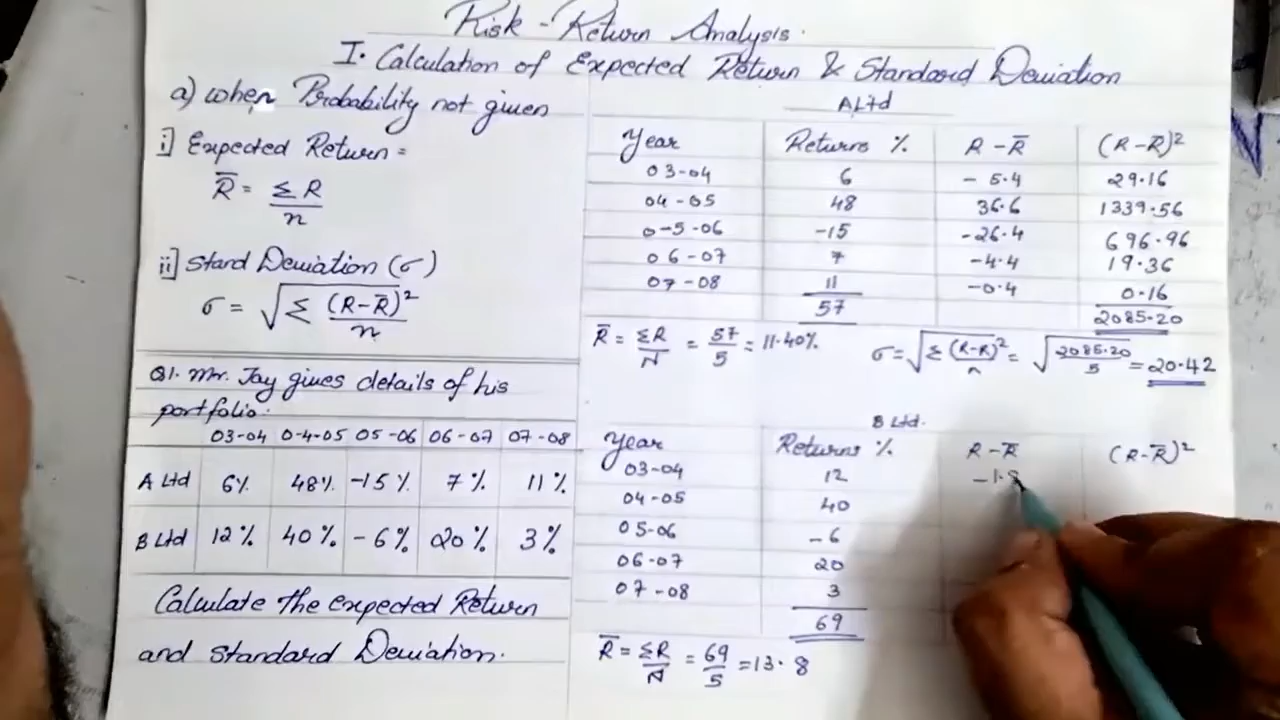 Risk - Return Analysis.
I. Calculation of Expected Return & Standard Deviation
a) when Probability not given
i] Expected Return =
R̅ = ΣR / n
ii] Stand Deviation (σ)
σ = √Σ (R-R̅)² / n
Q1. Mr. Jay gives details of his
portfolio.
03-04 0-4-05 05-06 06-07 07-08
A Ltd 6% 48% -15% 7% 11%
B Ltd 12% 40% -6% 20% 3%
Calculate the expected Return
and standard Deviation.
A Ltd
Year Returns % R-R̅ (R-R̅)²
03-04 6 -5.4 29.16
04-05 48 36.6 1339.56
0-5-06 -15 -26.4 696.96
06-07 7 -4.4 19.36
07-08 11 -0.4 0.16
57 2085.20
R̅ = ΣR / N = 57 / 5 = 11.40% σ = √Σ (R-R)² / n = √2085.20 / 5 = 20.42
B Ltd.
Year Returns % R-R̅ (R-R̅)²
03-04 12 -1.8
04-05 40
05-06 -6
06-07 20
07-08 3
69
R̅ = ΣR / N = 69 / 5 = 13.8